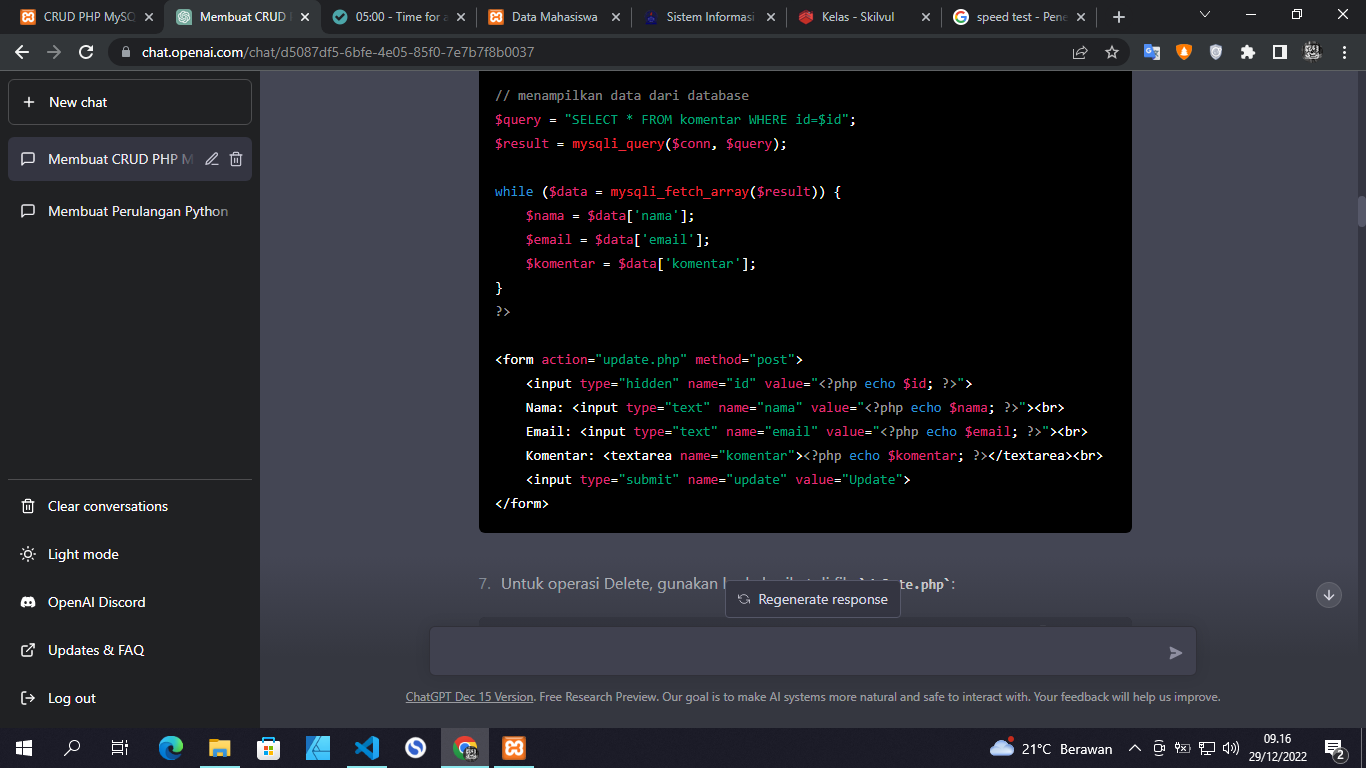 CRUD PHP MySQ
Membuat CRUD
05:00 - Time for a
Data Mahasiswa
Sistem Informasi
Kelas - Skilvul
speed test - Pene
chat.openai.com/chat/d5087df5-6bfe-4e05-85f0-7e7b7f8b0037
New chat
Membuat CRUD PHP M
Membuat Perulangan Python
Clear conversations
Light mode
OpenAI Discord
Updates & FAQ
Log out
// menampilkan data dari database
$query = "SELECT * FROM komentar WHERE id=$id";
$result = mysqli_query($conn, $query);
while ($data = mysqli_fetch_array($result)) {
$nama = $data['nama'];
$email = $data['email'];
$komentar = $data['komentar'];
}
?>
<form action="update.php" method="post">
<input type="hidden" name="id" value="<?php echo $id; ?>">
Nama: <input type="text" name="nama" value="<?php echo $nama; ?>"><br>
Email: <input type="text" name="email" value="<?php echo $email; ?>"><br>
Komentar: <textarea name="komentar"><?php echo $komentar; ?></textarea><br>
<input type="submit" name="update" value="Update">
</form>
7. Untuk operasi Delete, gunakan
Regenerate response
ChatGPT Dec 15 Version. Free Research Preview. Our goal is to make AI systems more natural and safe to interact with. Your feedback will help us improve.
21°C Berawan
09.16
29/12/2022
2